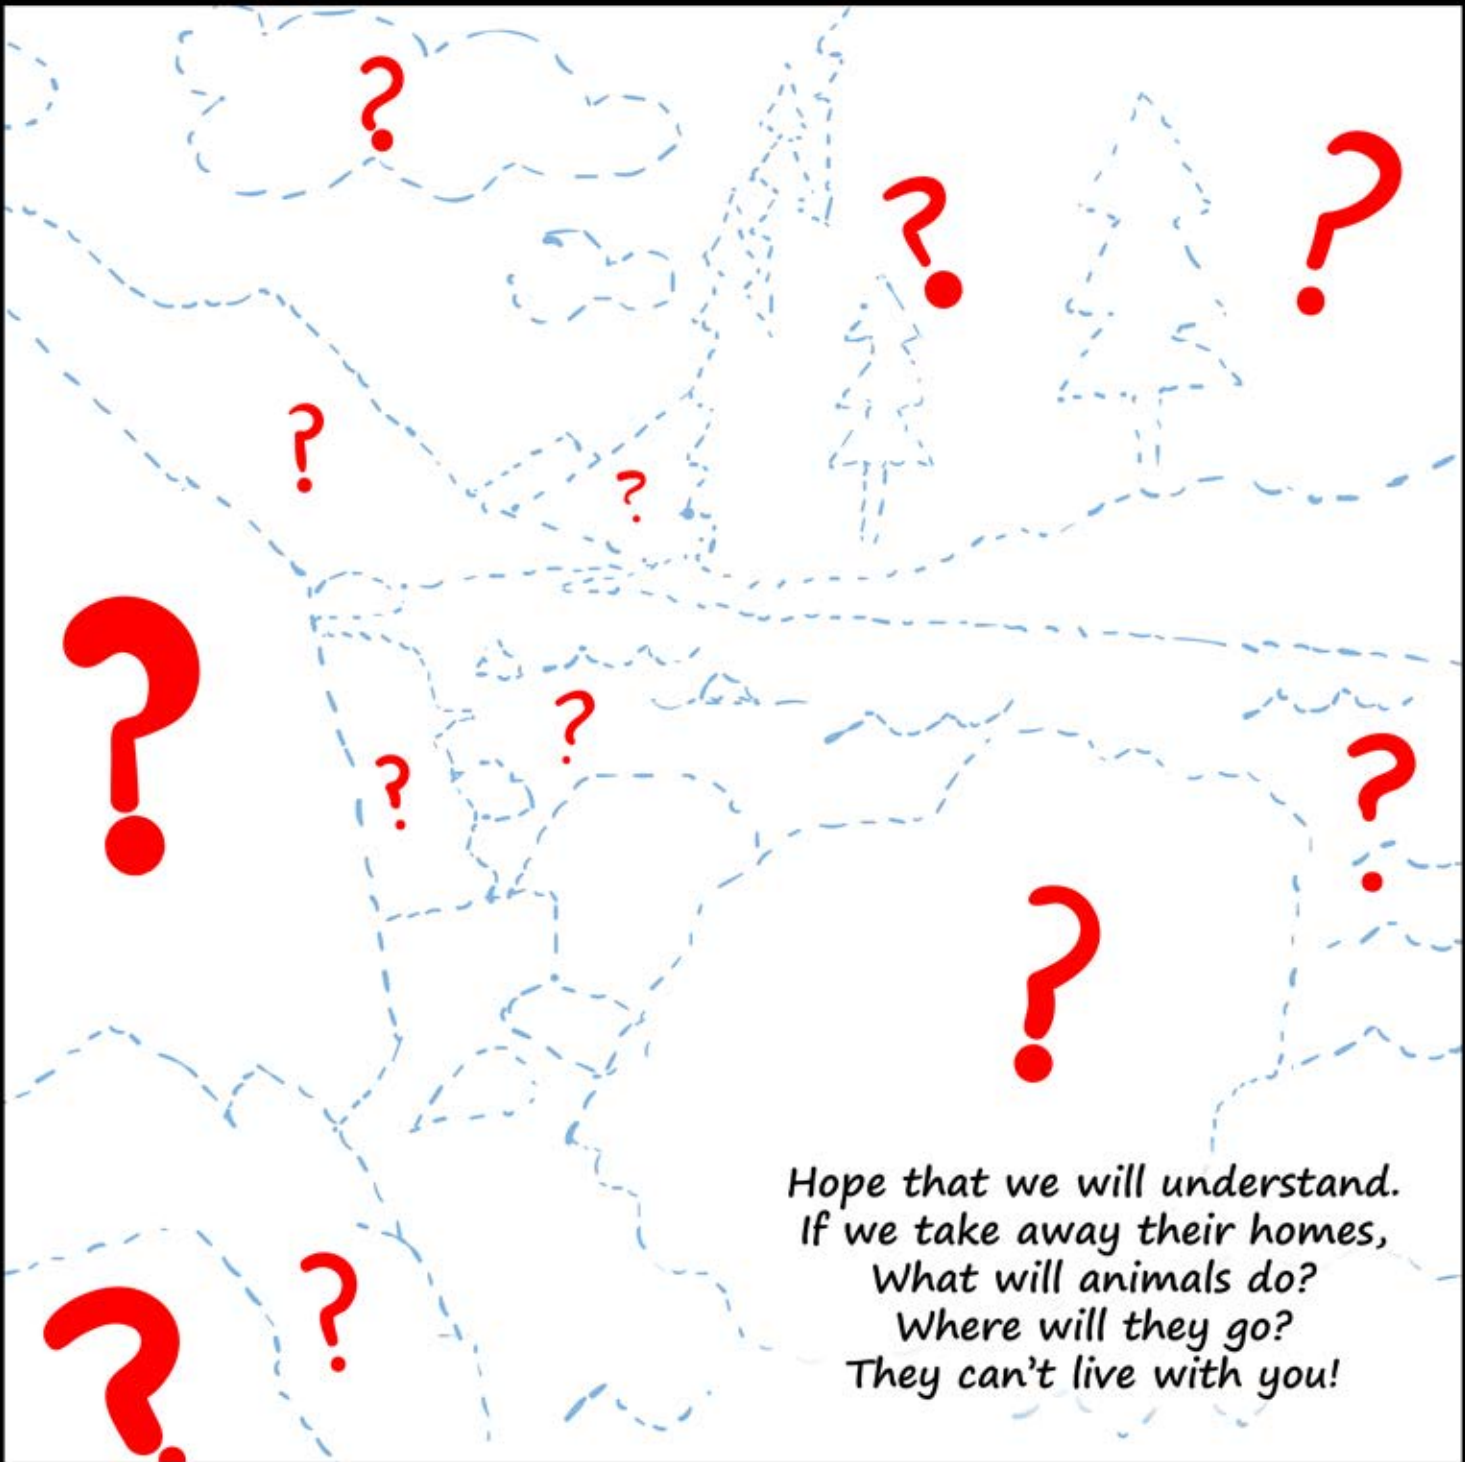 Hope that we will understand.
If we take away their homes,
What will animals do?
Where will they go?
They can't live with you!